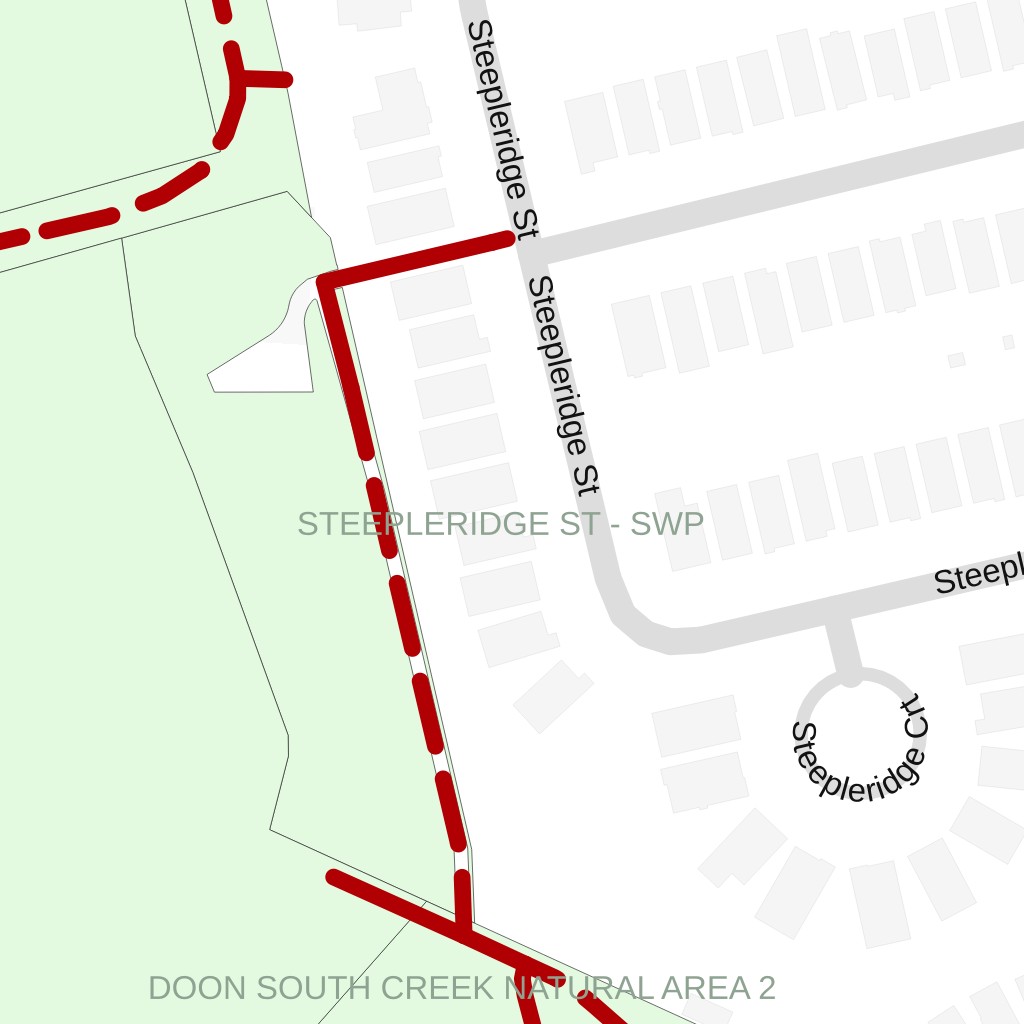 Steepleridge St
Steepleridge St
STEEPLERIDGE ST - SWP
Steepl
Steepleridge Crt
DOON SOUTH CREEK NATURAL AREA 2